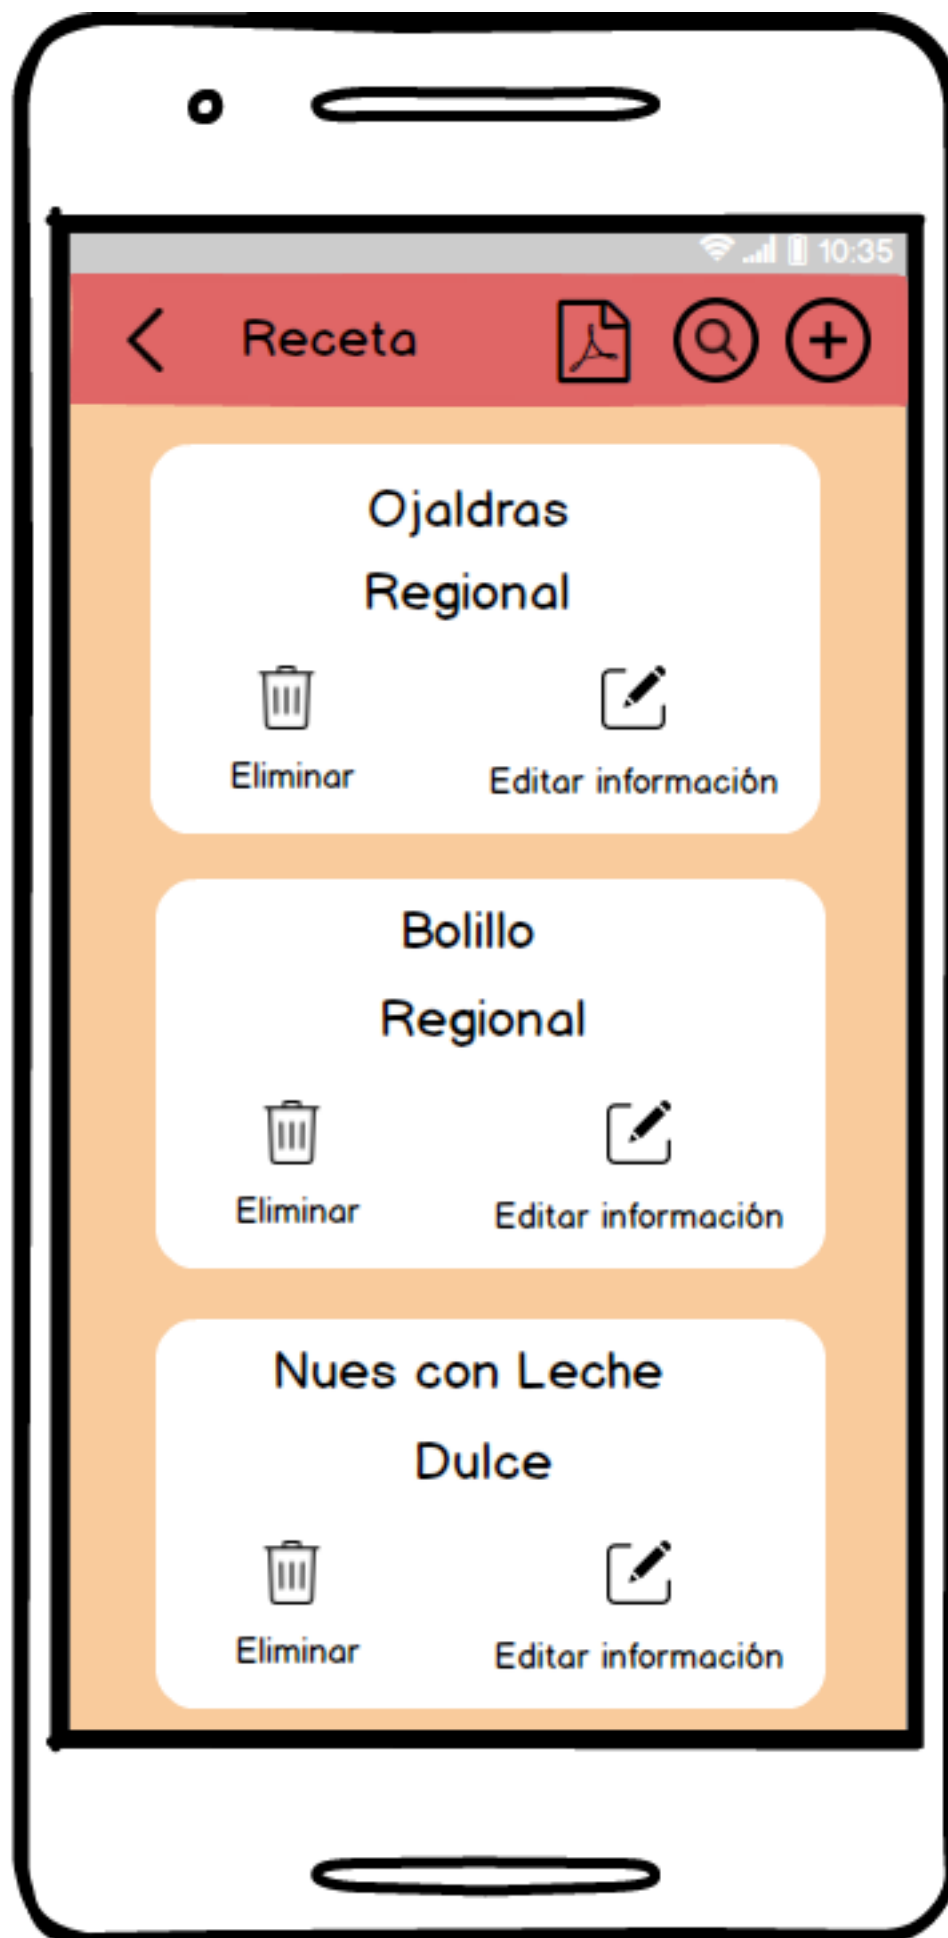 10:35
Receta
Ojaldras
Regional
Eliminar
Editar información
Bolillo
Regional
Eliminar
Editar información
Nues con Leche
Dulce
Eliminar
Editar información